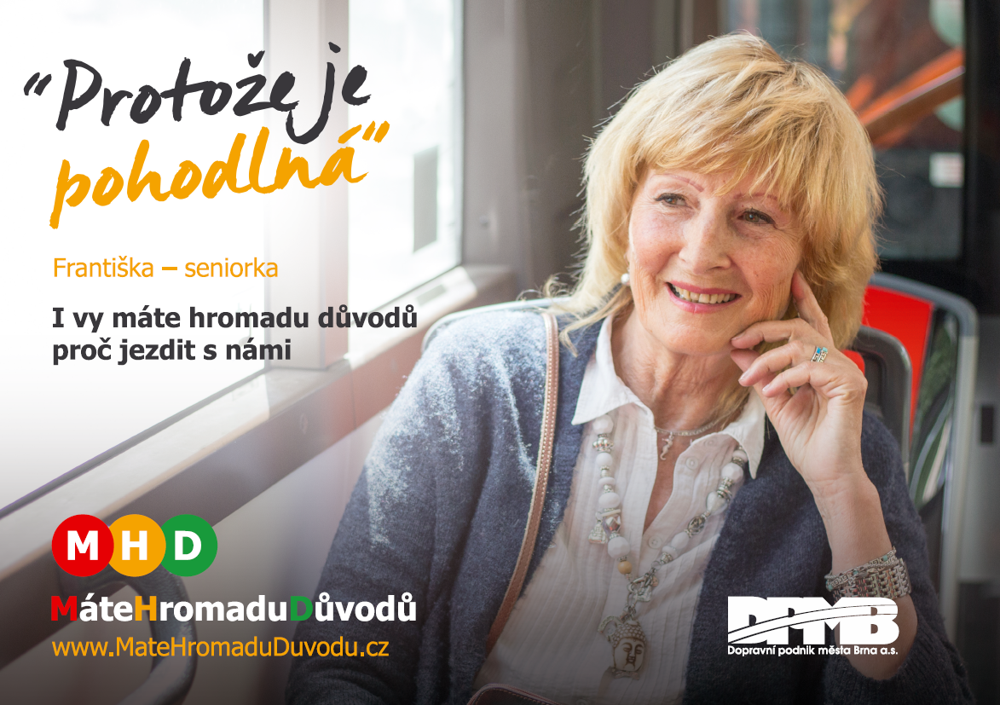 “Protože je
pohodlná”
Františka – seniorka
I vy máte hromadu důvodů
proč jezdit s námi
MHD
MáteHromaduDůvodů
www.MateHromaduDuvodu.cz
DPMB
Dopravní podnik města Brna a.s.